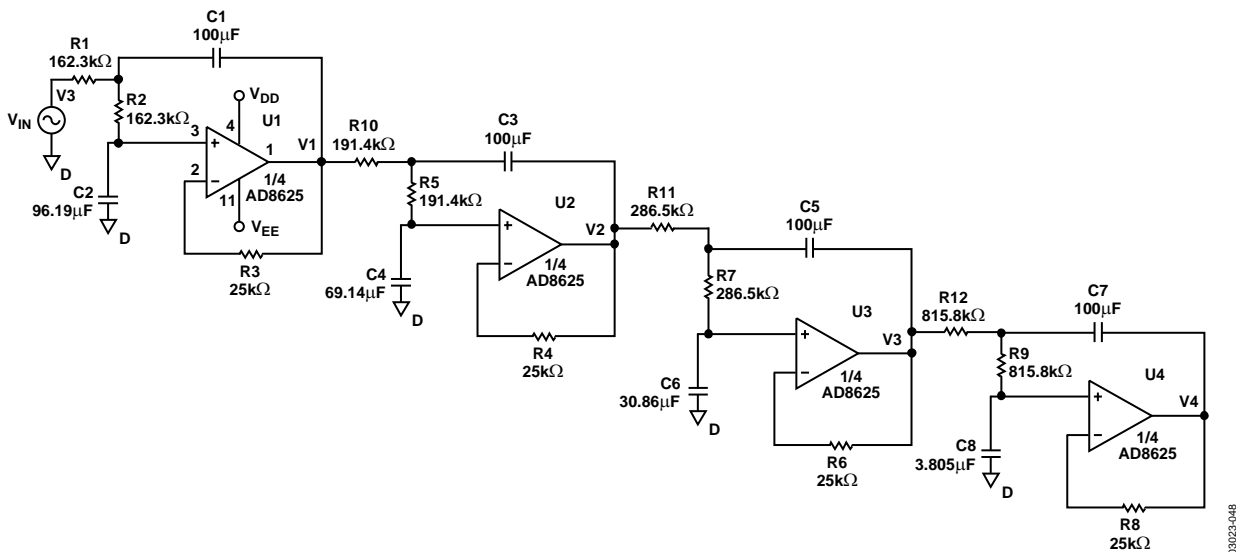 C1
100µF
R1
162.3kΩ
V3
VIN
D
R2
162.3kΩ
VDD
U1
3
4
1
2
11
V1
1/4
AD8625
VEE
C2
96.19µF
D
R3
25kΩ
R10
191.4kΩ
C3
100µF
R5
191.4kΩ
U2
V2
1/4
AD8625
C4
69.14µF
D
R4
25kΩ
R11
286.5kΩ
C5
100µF
R7
286.5kΩ
U3
V3
1/4
AD8625
C6
30.86µF
D
R6
25kΩ
R12
815.8kΩ
C7
100µF
R9
815.8kΩ
U4
V4
1/4
AD8625
C8
3.805µF
D
R8
25kΩ
03023-048